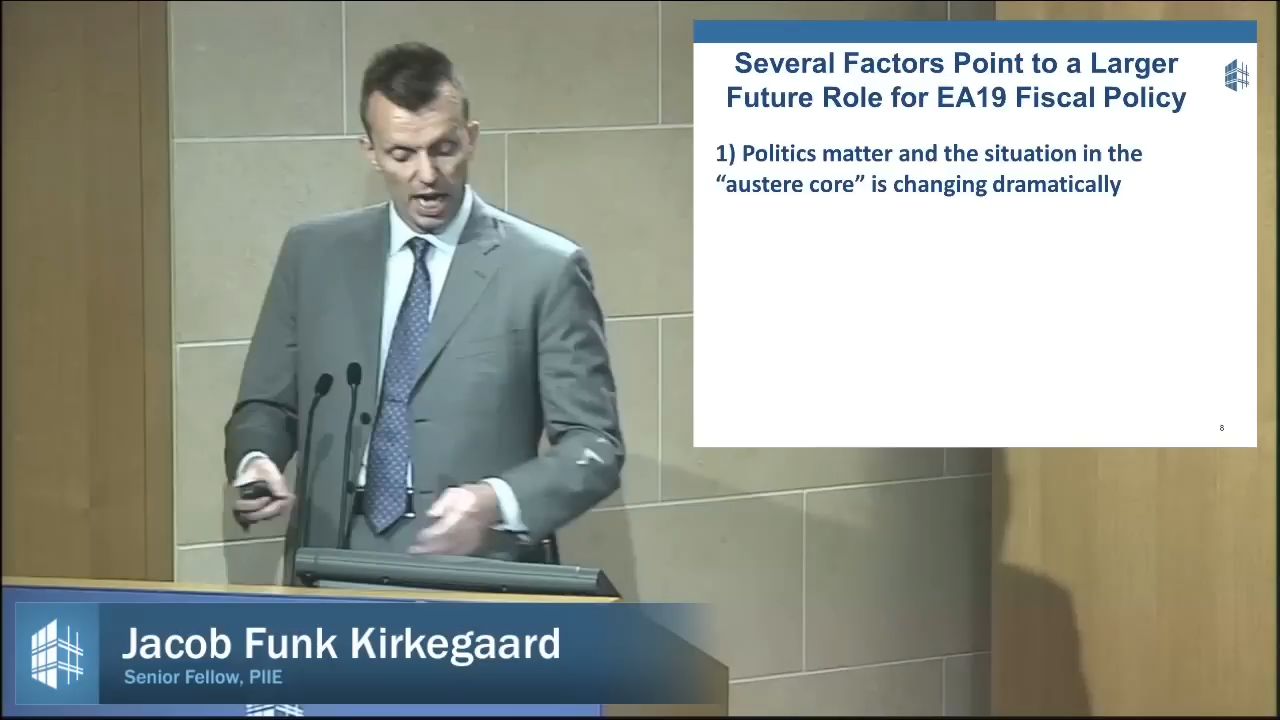 Several Factors Point to a Larger
Future Role for EA19 Fiscal Policy
1) Politics matter and the situation in the
“austere core” is changing dramatically
8
Jacob Funk Kirkegaard
Senior Fellow, PIIE